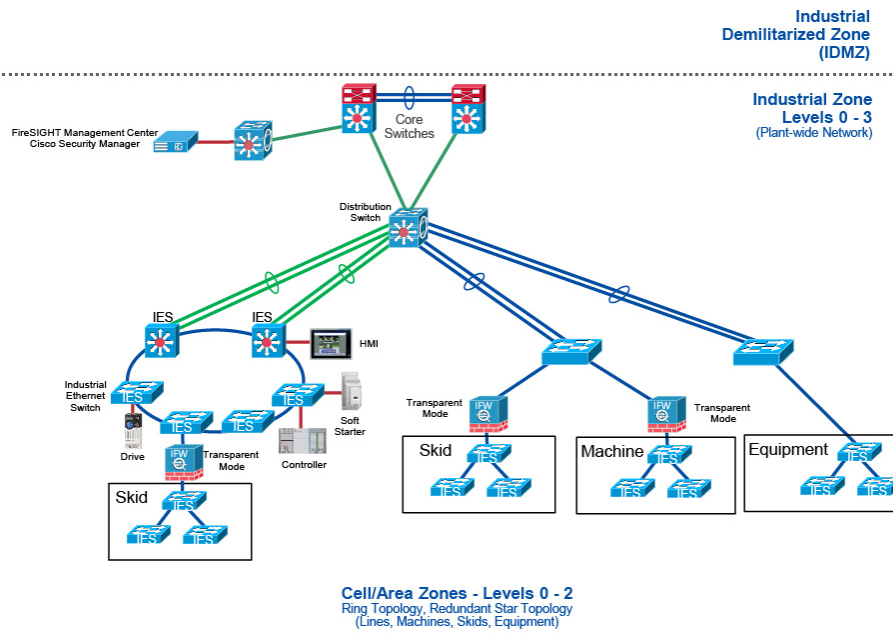 Industrial
Demilitarized Zone
(IDMZ)
Core
Switches
Industrial Zone
Levels 0 - 3
(Plant-wide Network)
FireSIGHT Management Center
Cisco Security Manager
Distribution
Switch
IES
IES
HMI
Industrial
Ethernet
Switch
IES
IES
IES
IES
Soft
Starter
Drive
Controller
IFW
Transparent
Mode
Skid
IES
IES
IES
Transparent
Mode
IFW
Skid
IES
IES
IES
IFW
Transparent
Mode
Machine
IES
IES
IES
Equipment
IES
IES
IES
Cell/Area Zones - Levels 0 - 2
Ring Topology, Redundant Star Topology
(Lines, Machines, Skids, Equipment)